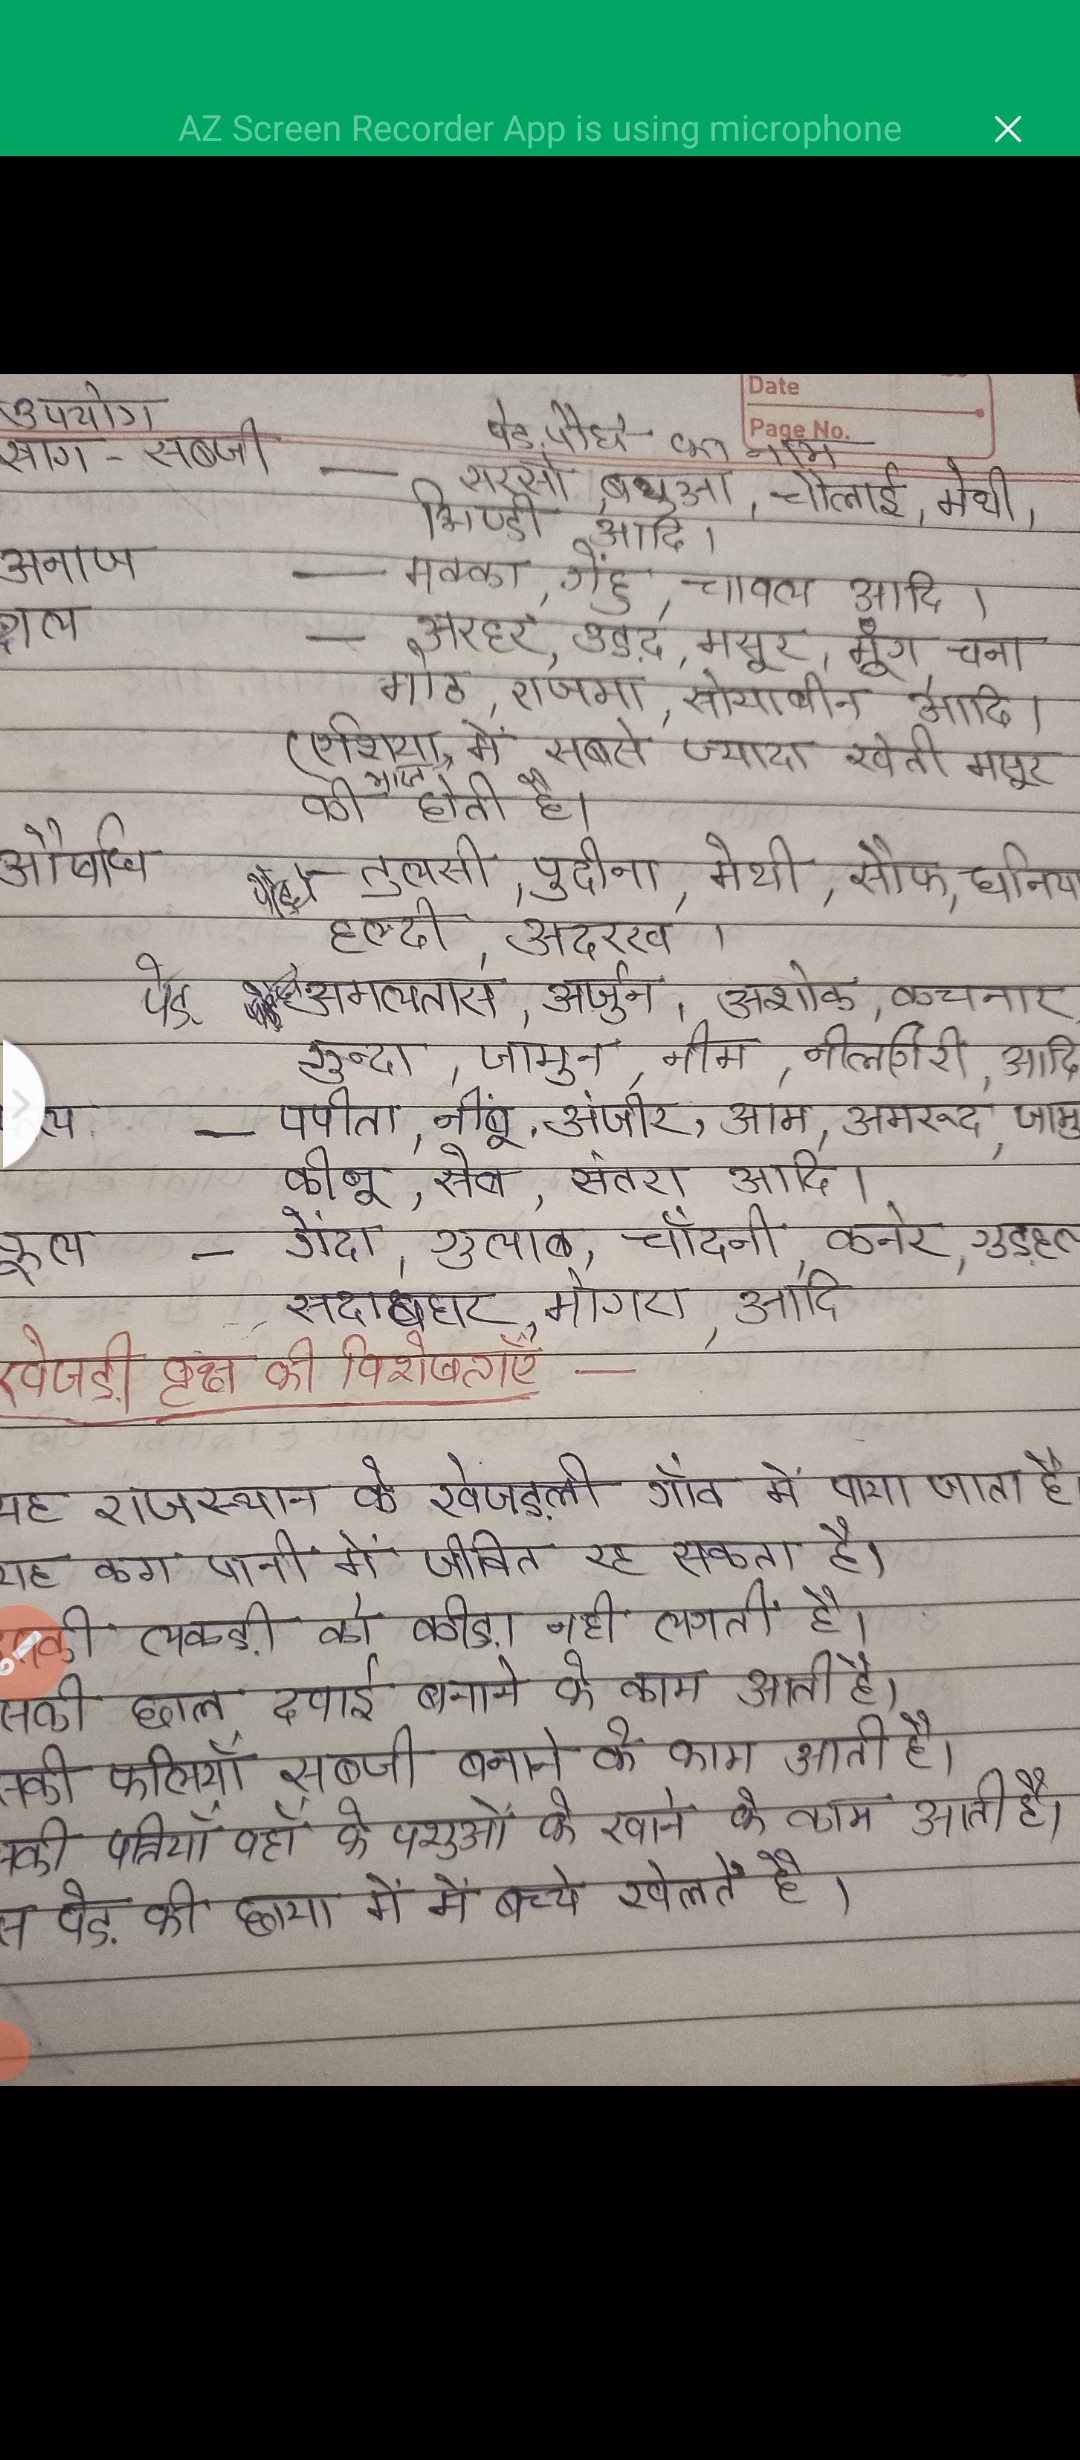 AZ Screen Recorder App is using microphone
Date
Page No.
उपयोग पेड़ पौधे का नाम
साग - सब्जी — सरसों, बथुआ, चौलाई, मेथी,
भिण्डी आदि।
अनाज — मक्का, गेंहु, चावल आदि।
दाल — अरहर, उड़द, मसूर, मूँग, चना
मोठ, राजमा, सोयाबीन आदि।
(एशिया, में सबसे ज्यादा खेती मसूर
की होती है।
औषधि पौधे - तुलसी, पुदीना, मेथी, सौफ, धनिया
हल्दी, अदरख।
पेड़ अमलतास, अर्जुन, अशोक, कचनार,
गुन्दा, जामुन, नीम, नीलगिरी, आदि
ल — पपीता, नीबूं, अंजीर, आम, अमरूद, जामु
कीनू, सेब, संतरा आदि।
फूल - गेंदा, गुलाब, चाँदनी, कनेर, गुड़हल
सदाबहार, मोगरा, आदि
खेजड़ी वृक्ष की विशेषताएँ —
यह राजस्थान के खेजड़ली गाँव में पाया जाता है।
यह कम पानी में जीवित रह सकता है।
सकी लकड़ी को कीड़ा नही लगती है।
सकी छाल दवाई बनाने के काम आती है।
सकी फलियाँ सब्जी बनाने के काम आती है।
सकी पत्तियाँ वहाँ के पशुओं के खाने के काम आती है।
स पेड़ की छाया में में बच्चे खेलते है।